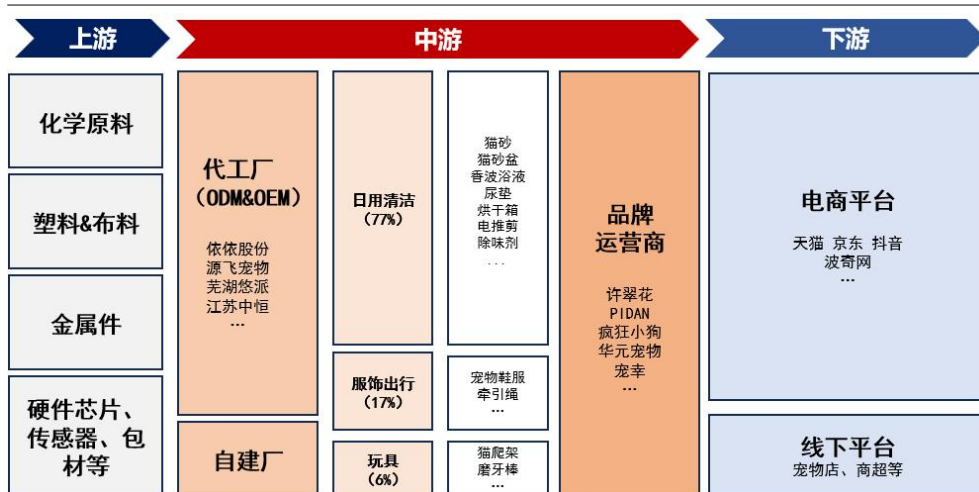 上游
中游
下游
化学原料
塑料&布料
金属件
硬件芯片、
传感器、包
材等
代工厂
（ODM&OEM）
依依股份
源飞宠物
芜湖悠派
江苏中恒
…
自建厂
日用清洁
(77%)
服饰出行
(17%)
玩具
(6%)
猫砂
猫砂盆
香波浴液
尿垫
烘干箱
电推剪
除味剂
...
宠物鞋服
牵引绳
…
猫爬架
磨牙棒
…
品牌
运营商
许翠花
PIDAN
疯狂小狗
华元宠物
宠幸
…
电商平台
天猫 京东 抖音
波奇网
…
线下平台
宠物店、商超等